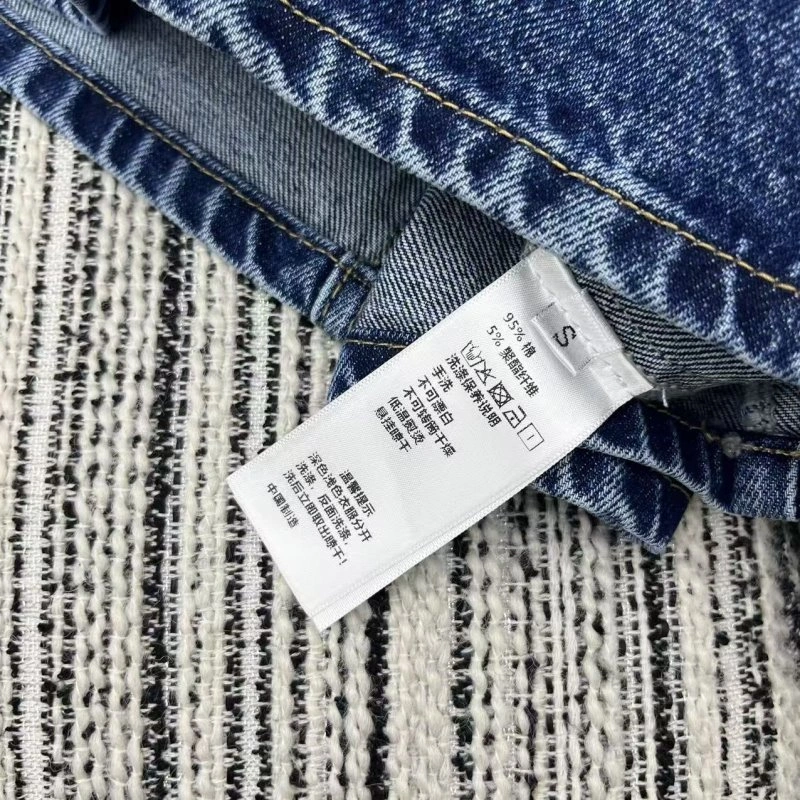 S
95% 棉
5% 聚酯纤维
洗涤保养说明
手洗
不可漂白
不可转筒干燥
低温熨烫
悬挂晾干
温馨提示
深色浅色衣服分开
洗涤，反面洗涤，
洗后立即取出晾干！
中国制造